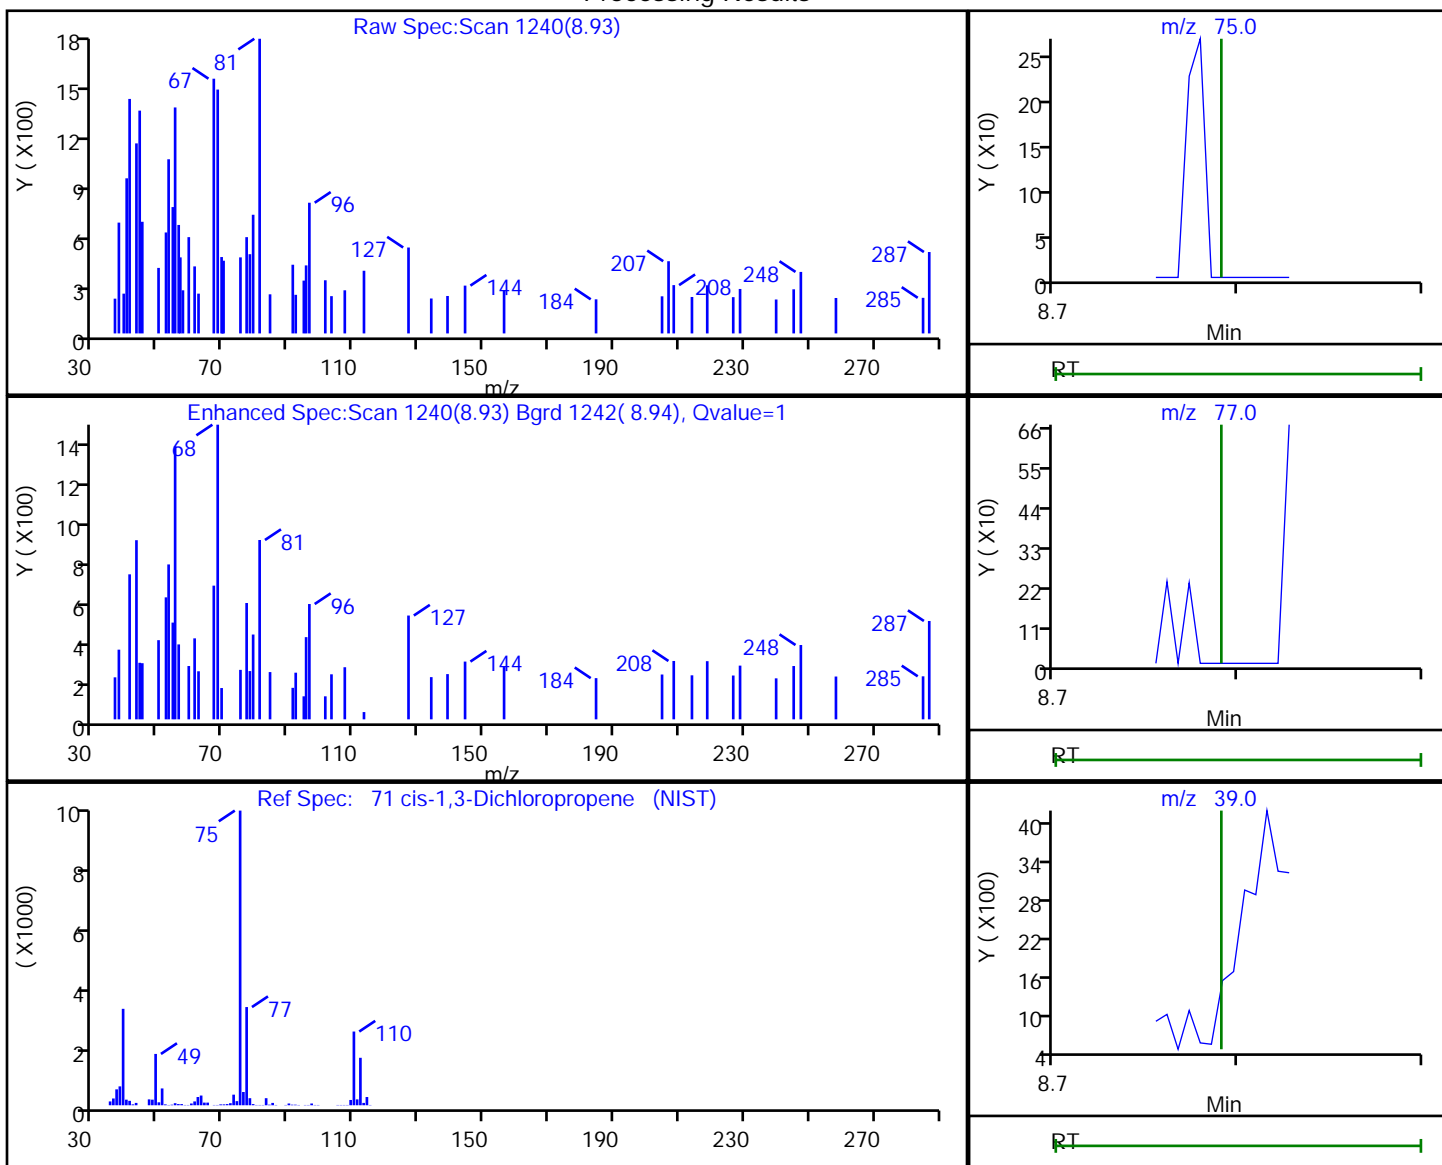 Processing Results
Raw Spec:Scan 1240(8.93)
Y ( X100)
18
15
12
9
6
3
0
67
81
96
127
144
184
207
208
248
285
287
30 70 110 150 190 230 270
m/z
m/z 75.0
Y ( X10)
25
20
15
10
5
0
8.7
Min
RT
Enhanced Spec:Scan 1240(8.93) Bgrd 1242( 8.94), Qvalue=1
Y ( X100)
14
12
10
8
6
4
2
0
68
81
96
127
144
184
208
248
285
287
30 70 110 150 190 230 270
m/z
m/z 77.0
Y ( X10)
66
55
44
33
22
11
0
8.7
Min
RT
Ref Spec: 71 cis-1,3-Dichloropropene (NIST)
( X1000)
10
8
6
4
2
0
75
77
49
110
30 70 110 150 190 230 270
m/z 39.0
Y ( X100)
40
34
28
22
16
10
4
8.7
Min
RT